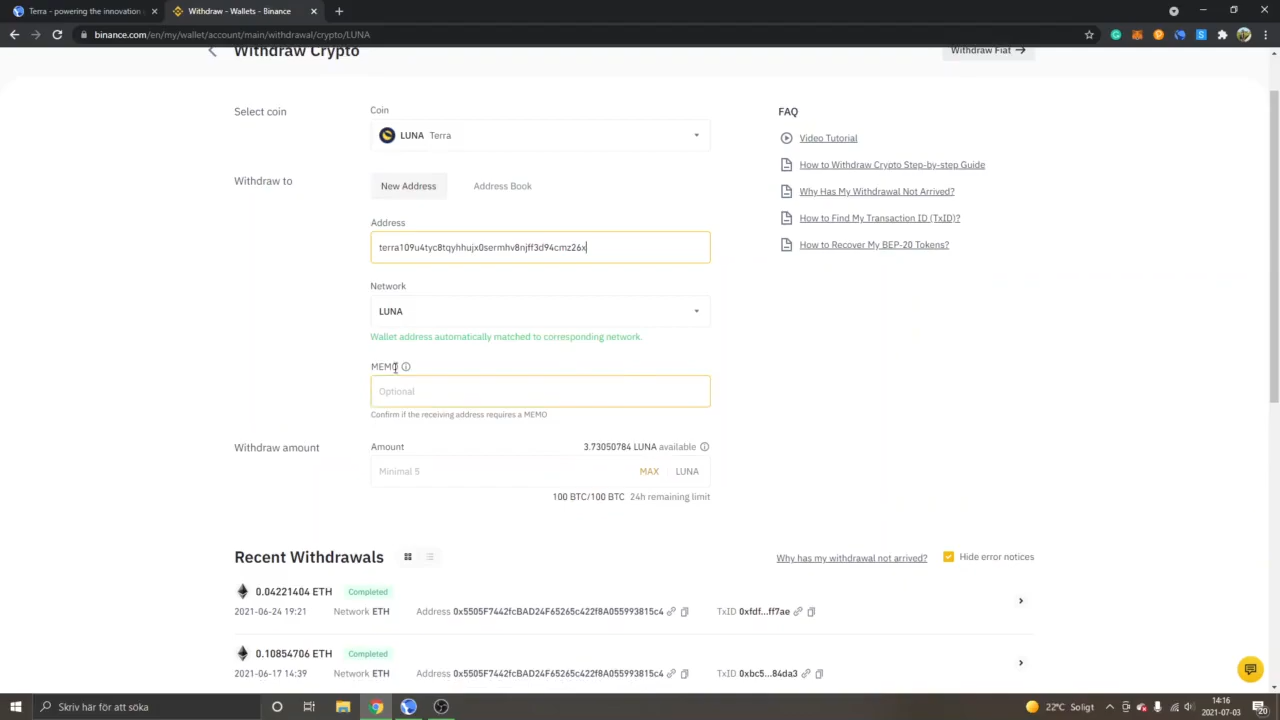 Terra - powering the innovation o
Withdrawal - Wallet - Binance
binance.com/en/my/wallet/account/main/withdrawal/crypto/LUNA
Withdraw Crypto
Withdraw Fiat →
Select coin
Coin
LUNA Terra
Withdraw to
New Address
Address Book
Address
terra109u4tyc8tqyhhujx0sermhv8njff3d94cmz26x
Network
LUNA
Wallet address automatically matched to corresponding network.
MEMO
Optional
Confirm if the receiving address requires a MEMO
Withdraw amount
Amount
3.73050784 LUNA available
Minimal 5
MAX LUNA
100 BTC/100 BTC 24h remaining limit
FAQ
Video Tutorial
How to Withdraw Crypto Step-by-step Guide
Why Has My Withdrawal Not Arrived?
How to Find My Transaction ID (TxID)?
How to Recover My BEP-20 Tokens?
Recent Withdrawals
Why has my withdrawal not arrived?
Hide error notices
0.04221404 ETH Completed
2021-06-24 19:21 Network ETH Address 0x5505F7442fcBAD24F65265c422f8A055993815c4 TxID 0xfdf...ff7ae
0.10854706 ETH Completed
2021-06-17 14:39 Network ETH Address 0x5505F7442fcBAD24F65265c422f8A055993815c4 TxID 0xbc5...84da3
Skriv här för att söka
22°C Soligt
14:16
2021-07-03
20